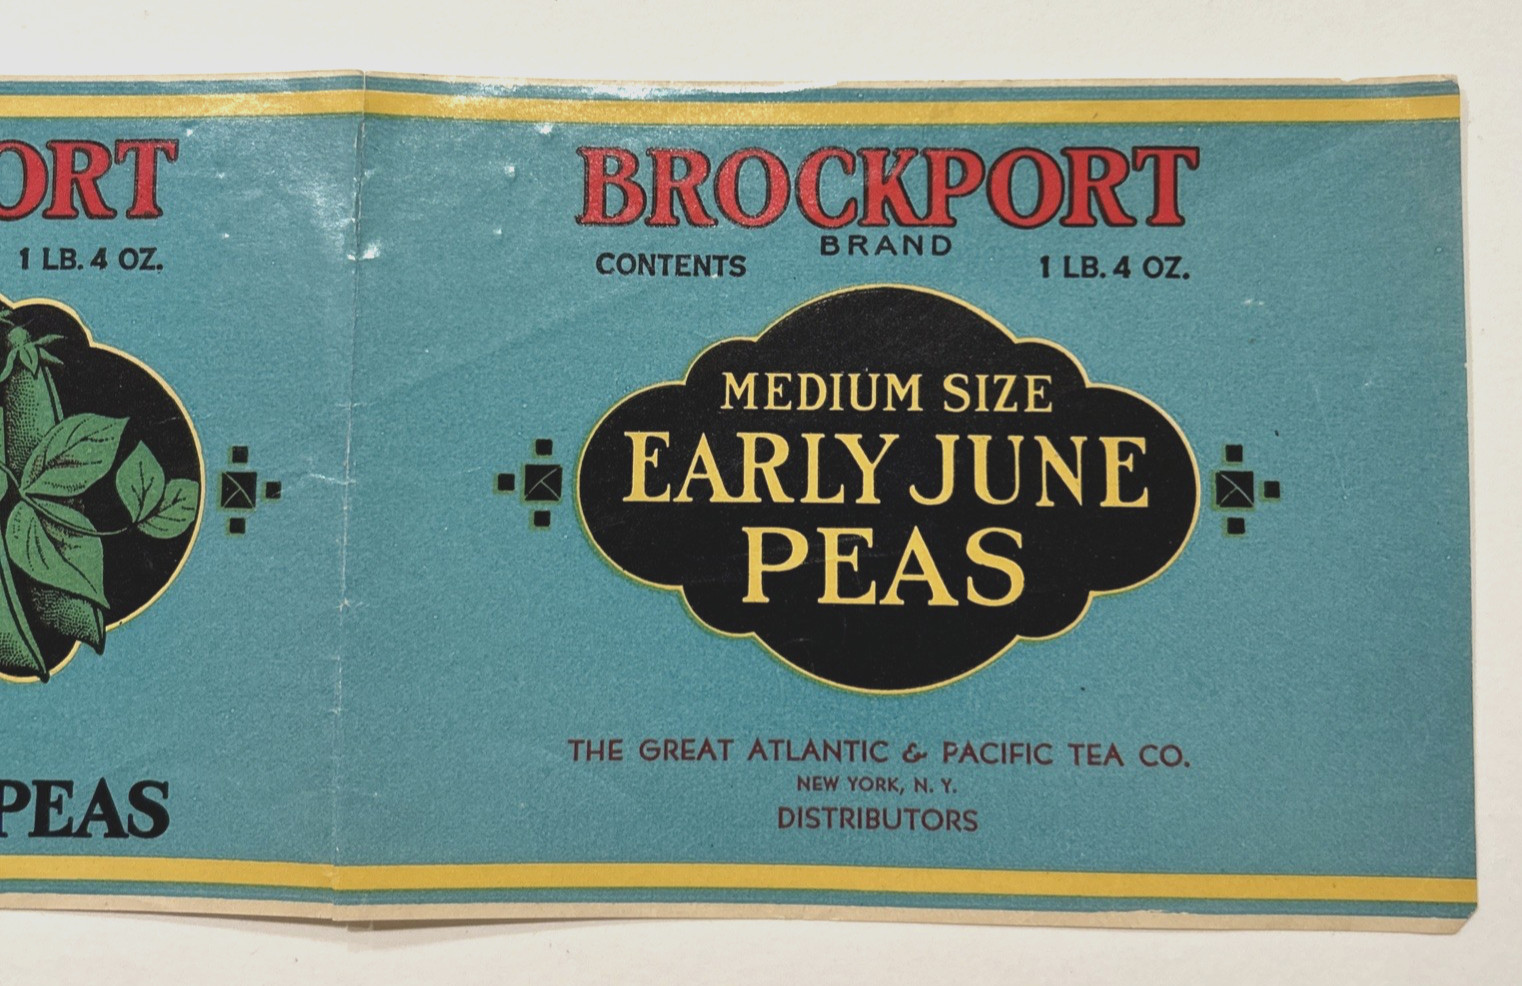 ORT
1 LB. 4 OZ.
PEAS
BROCKPORT
BRAND
CONTENTS 1 LB. 4 OZ.
MEDIUM SIZE
EARLY JUNE
PEAS
THE GREAT ATLANTIC & PACIFIC TEA CO.
NEW YORK, N. Y.
DISTRIBUTORS